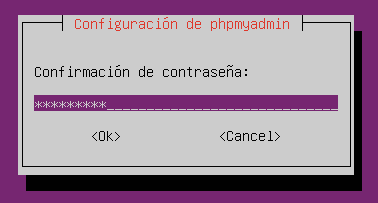 Configuración de phpmyadmin
Confirmación de contraseña:
*********
<Ok> <Cancel>